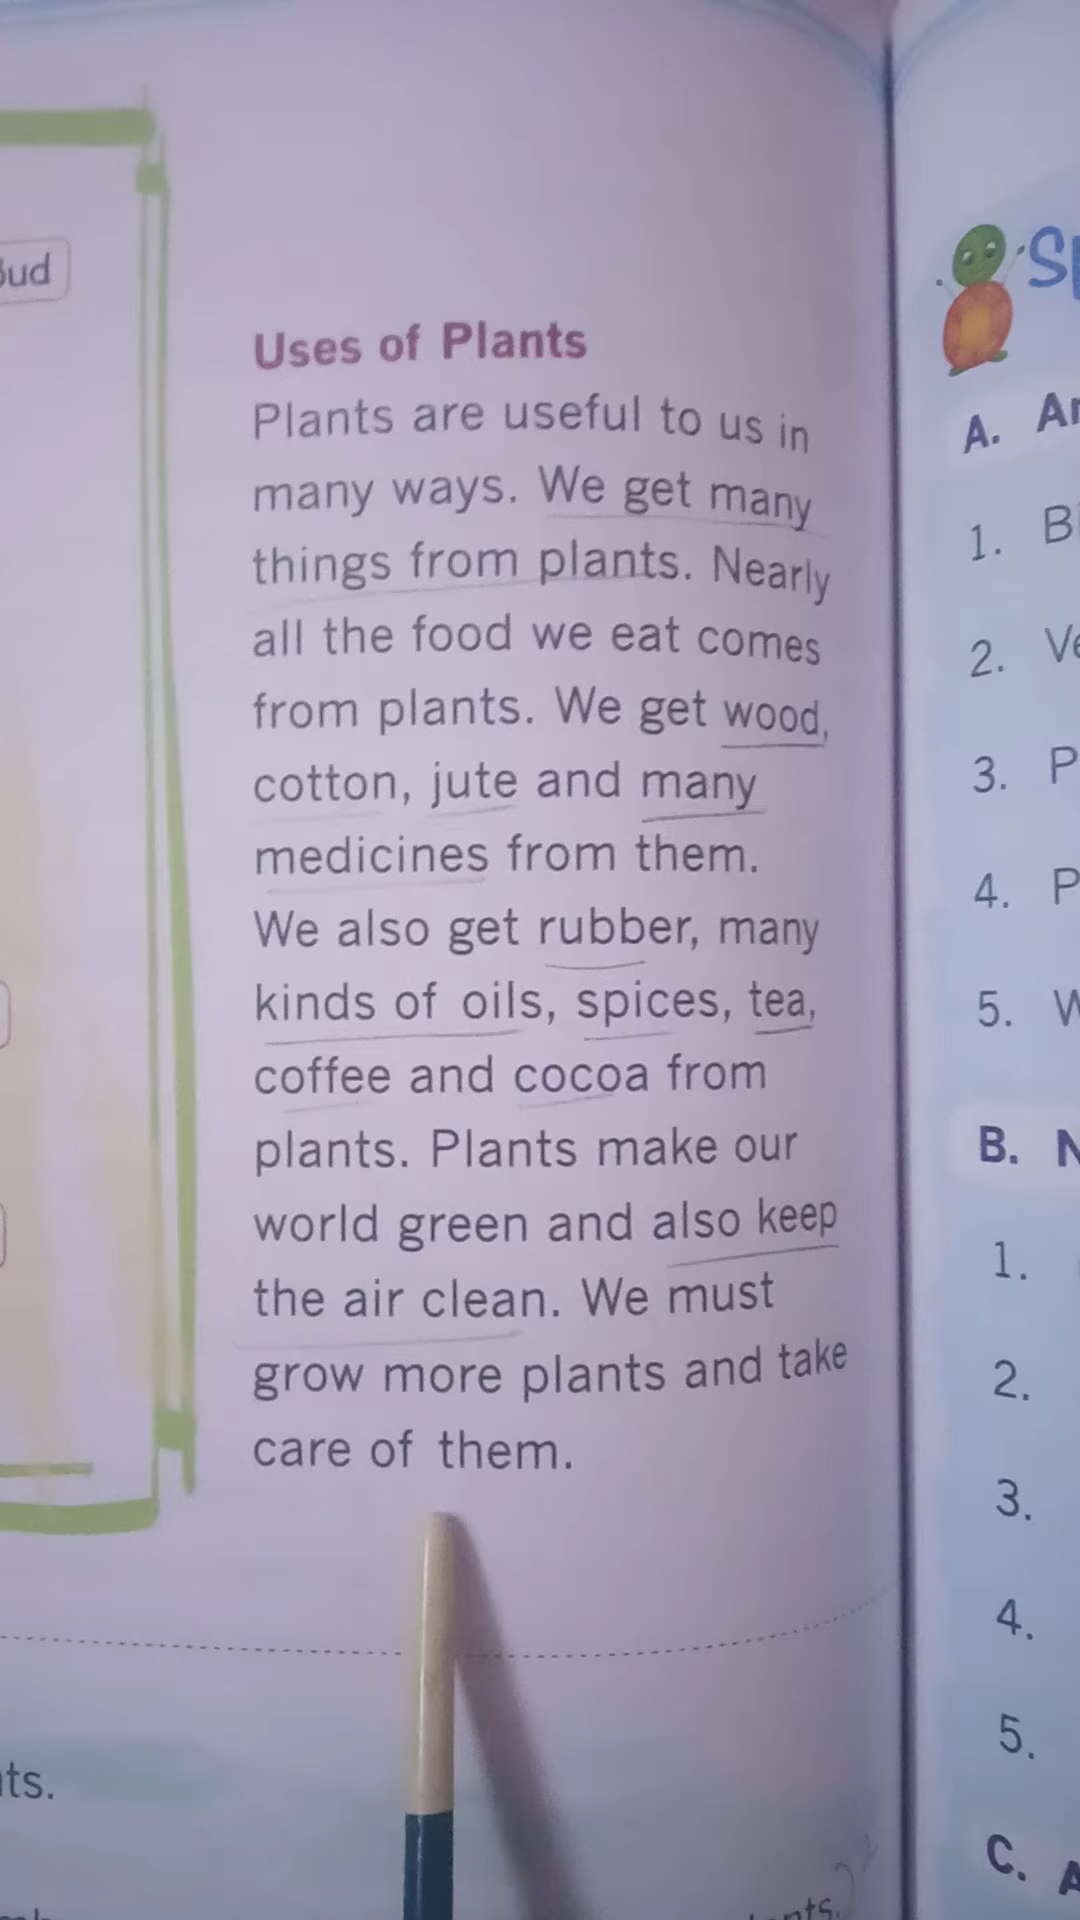 Uses of Plants
Plants are useful to us in
many ways. We get many
things from plants. Nearly
all the food we eat comes
from plants. We get wood,
cotton, jute and many
medicines from them.
We also get rubber, many
kinds of oils, spices, tea,
coffee and cocoa from
plants. Plants make our
world green and also keep
the air clean. We must
grow more plants and take
care of them.
A.
1.
2.
3.
4.
5.
B.
1.
2.
3.
4.
5.
C.